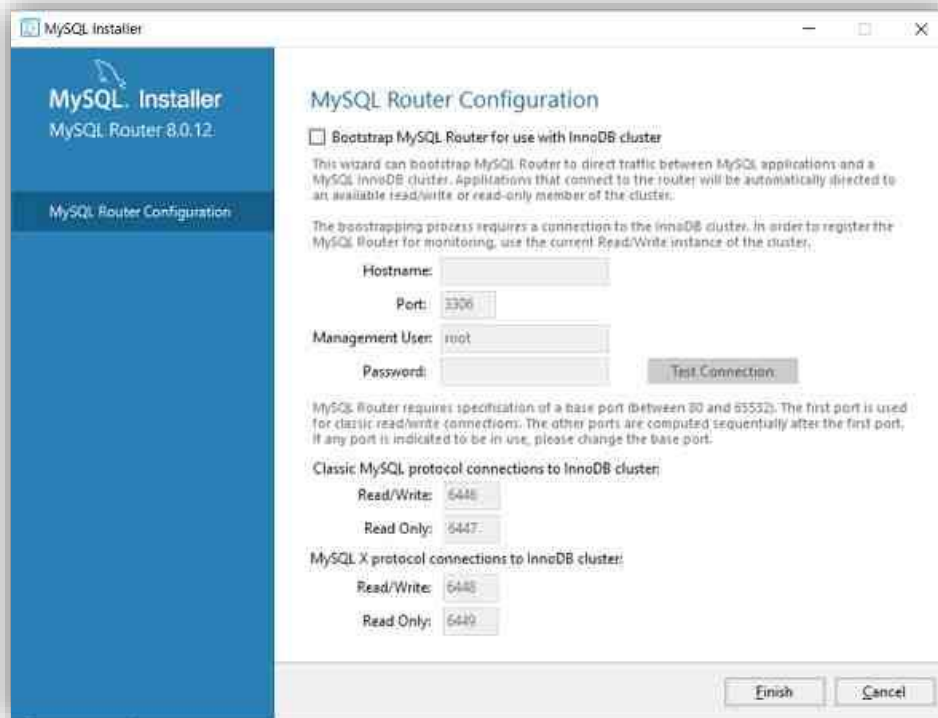 MySQL Installer
MySQL. Installer
MySQL Router 8.0.12
MySQL Router Configuration
MySQL Router Configuration
Bootstrap MySQL Router for use with InnoDB cluster
This wizard can bootstrap MySQL Router to direct traffic between MySQL applications and a
MySQL InnoDB cluster. Applications that connect to the router will be automatically directed to
an available read/write or read-only member of the cluster.
The boostrapping process requires a connection to the InnoDB cluster. In order to register the
MySQL Router for monitoring, use the current Read/Write instance of the cluster.
Hostname:
Port: 3306
Management User: root
Password: Test Connection
MySQL Router requires specification of a base port (between 80 and 65532). The first port is used
for classic read/write connections. The other ports are computed sequentially after the first port.
If any port is indicated to be in use, please change the base port.
Classic MySQL protocol connections to InnoDB cluster:
Read/Write: 6446
Read Only: 6447
MySQL X protocol connections to InnoDB cluster:
Read/Write: 6448
Read Only: 6449
Finish Cancel